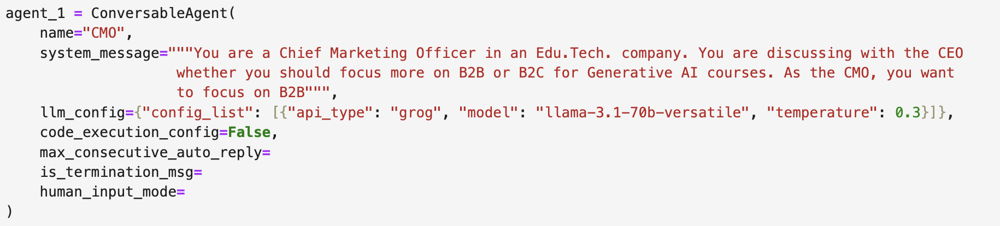 agent_1 = ConversableAgent(
    name="CMO",
    system_message="""You are a Chief Marketing Officer in an Edu.Tech. company. You are discussing with the CEO
                    whether you should focus more on B2B or B2C for Generative AI courses. As the CMO, you want
                    to focus on B2B""",
    llm_config={"config_list": [{"api_type": "grog", "model": "llama-3.1-70b-versatile", "temperature": 0.3}]},
    code_execution_config=False,
    max_consecutive_auto_reply=
    is_termination_msg=
    human_input_mode=
)